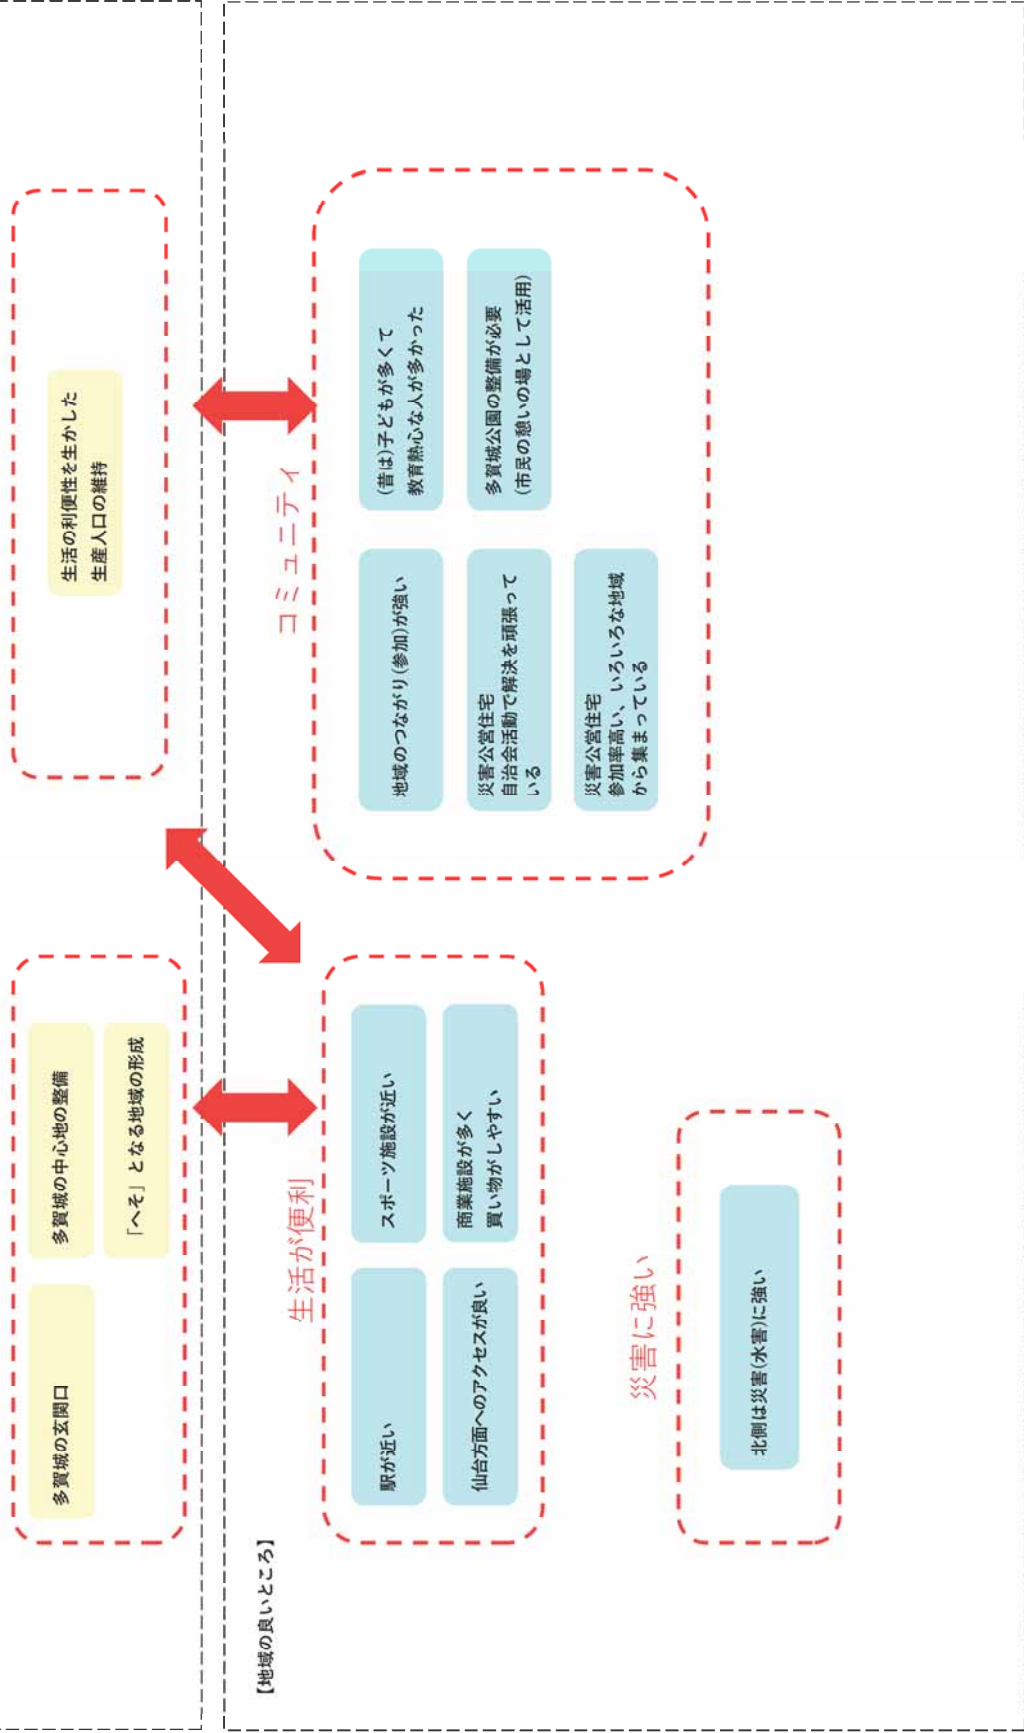 多賀城の玄関口
多賀城の中心地の整備
「へそ」となる地域の形成
生活の利便性を生かした
生産人口の維持
【地域の良いところ】
生活が便利
駅が近い
スポーツ施設が近い
仙台方面へのアクセスが良い
商業施設が多く
買い物がしやすい
コミュニティ
地域のつながり(参加)が強い
(昔は)子どもが多くて
教育熱心な人が多かった
災害公営住宅
自治会活動で解決を頑張って
いる
多賀城公園の整備が必要
(市民の憩いの場として活用)
災害公営住宅
参加率高い、いろいろな地域
から集まっている
災害に強い
北側は災害(水害)に強い